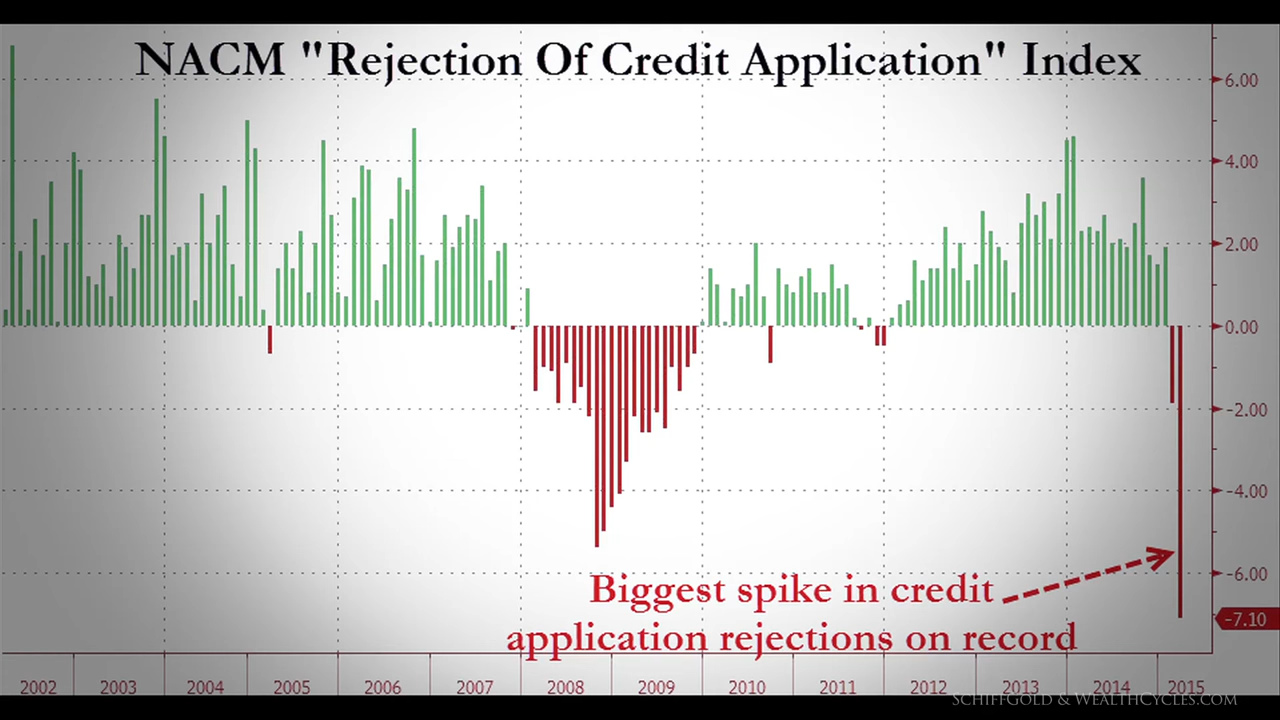 NACM "Rejection Of Credit Application" Index
6.00
4.00
2.00
0.00
-2.00
-4.00
-6.00
-7.10
Biggest spike in credit
application rejections on record
2002 2003 2004 2005 2006 2007 2008 2009 2010 2011 2012 2013 2014 2015
SchiffGold & WealthCycles.com